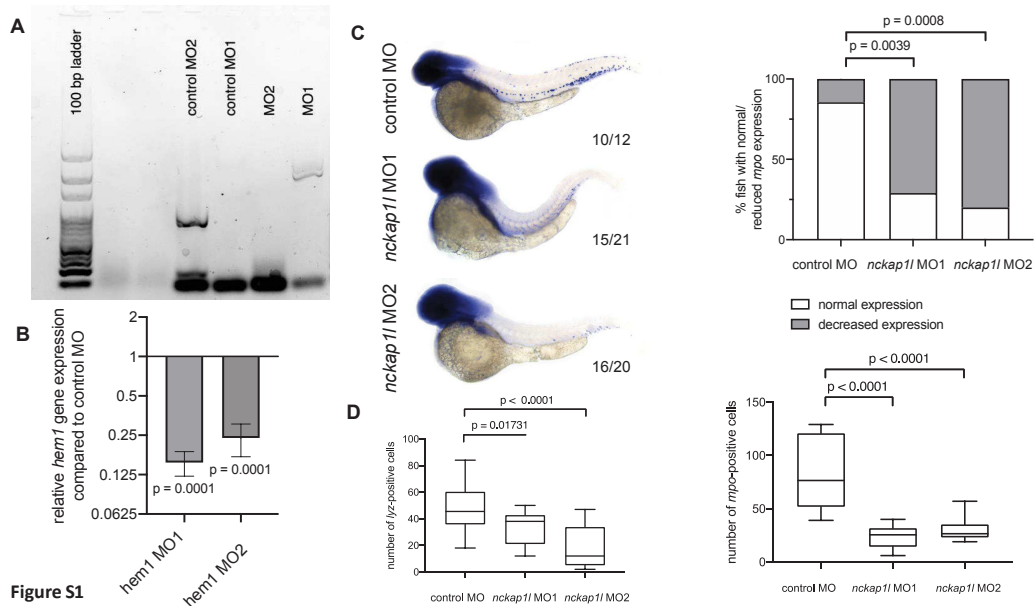 A
100 bp ladder
control MO2
control MO1
MO2
MO1
B
relative hem1 gene expression
compared to control MO
2
1
0.5
0.25
0.125
0.0625
p = 0.0001
p = 0.0001
hem1 MO1
hem1 MO2
Figure S1
C
control MO
10/12
nckap1l MO1
15/21
nckap1l MO2
16/20
p = 0.0008
p = 0.0039
% fish with normal/
reduced mpo expression
100
50
0
control MO
nckap1l MO1
nckap1l MO2
normal expression
decreased expression
p < 0.0001
p < 0.0001
number of mpo-positive cells
150
100
50
0
control MO
nckap1l MO1
nckap1l MO2
D
p < 0.0001
p = 0.01731
number of lyz-positive cells
100
80
60
40
20
0
control MO
nckap1l MO1
nckap1l MO2